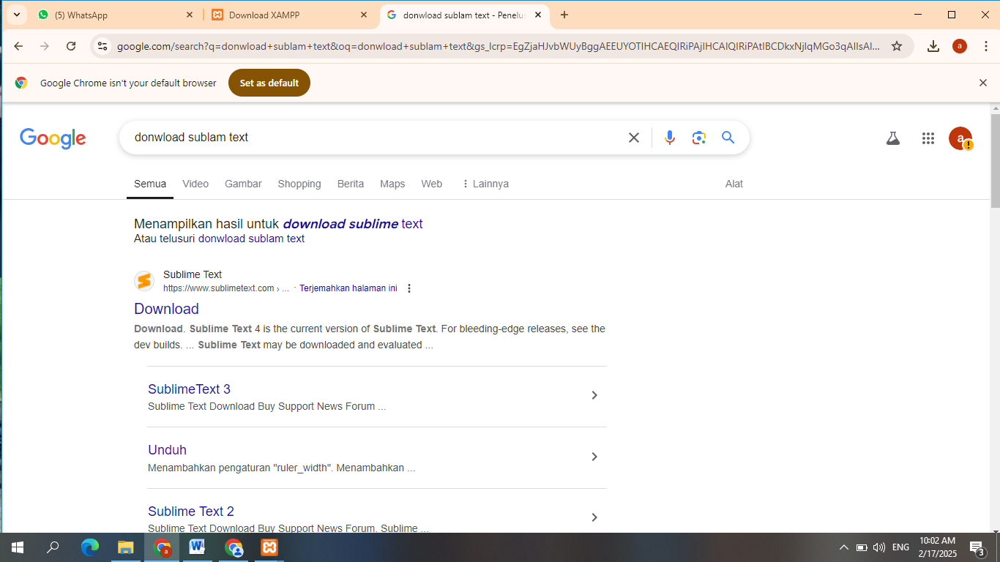 (5) WhatsApp
Download XAMPP
donwload sublam text - Penelus
google.com/search?q=donwload+sublam+text&oq=donwload+sublam+text&gs_lcrp=EgZjaHJvbWUyBggAEEUYOTIHCAEQIRiPAjIHCAIQIRiPAtIBCDkxNjlqMGo3qAIIsAI...
a
Google Chrome isn't your default browser
Set as default
Google
donwload sublam text
a
Semua
Video
Gambar
Shopping
Berita
Maps
Web
Lainnya
Alat
Menampilkan hasil untuk download sublime text
Atau telusuri donwload sublam text
Sublime Text
https://www.sublimetext.com › ... · Terjemahkan halaman ini
Download
Download. Sublime Text 4 is the current version of Sublime Text. For bleeding-edge releases, see the
dev builds. ... Sublime Text may be downloaded and evaluated ...
SublimeText 3
Sublime Text Download Buy Support News Forum ...
Unduh
Menambahkan pengaturan "ruler_width". Menambahkan ...
Sublime Text 2
Sublime Text Download Buy Support News Forum. Sublime ...
a
ENG
10:02 AM
2/17/2025
3